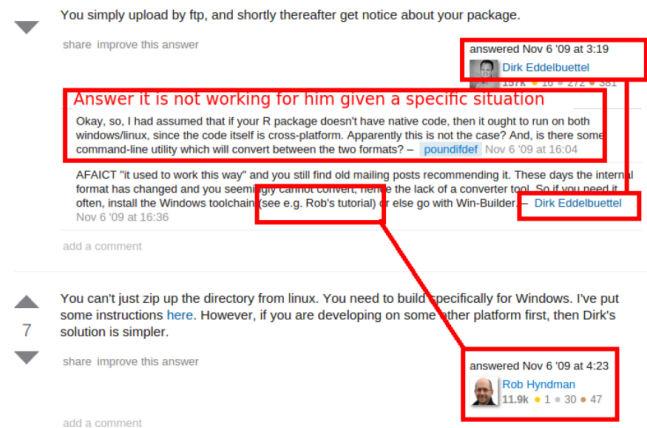 You simply upload by ftp, and shortly thereafter get notice about your package.
share improve this answer
answered Nov 6 '09 at 3:19
Dirk Eddelbuettel
197k 10 272 381
Answer it is not working for him given a specific situation
Okay, so, I had assumed that if your R package doesn't have native code, then it ought to run on both
windows/linux, since the code itself is cross-platform. Apparently this is not the case? And, is there some
command-line utility which will convert between the two formats? – poundifdef Nov 6 '09 at 16:04
AFAICT "it used to work this way" and you still find old mailing posts recommending it. These days the internal
format has changed and you seemingly cannot convert, hence the lack of a converter tool. So if you need it
often, install the Windows toolchain (see e.g. Rob's tutorial) or else go with Win-Builder. – Dirk Eddelbuettel
Nov 6 '09 at 16:36
add a comment
You can't just zip up the directory from linux. You need to build specifically for Windows. I've put
some instructions here. However, if you are developing on some other platform first, then Dirk's
solution is simpler.
7
share improve this answer
answered Nov 6 '09 at 4:23
Rob Hyndman
11.9k 1 30 47
add a comment